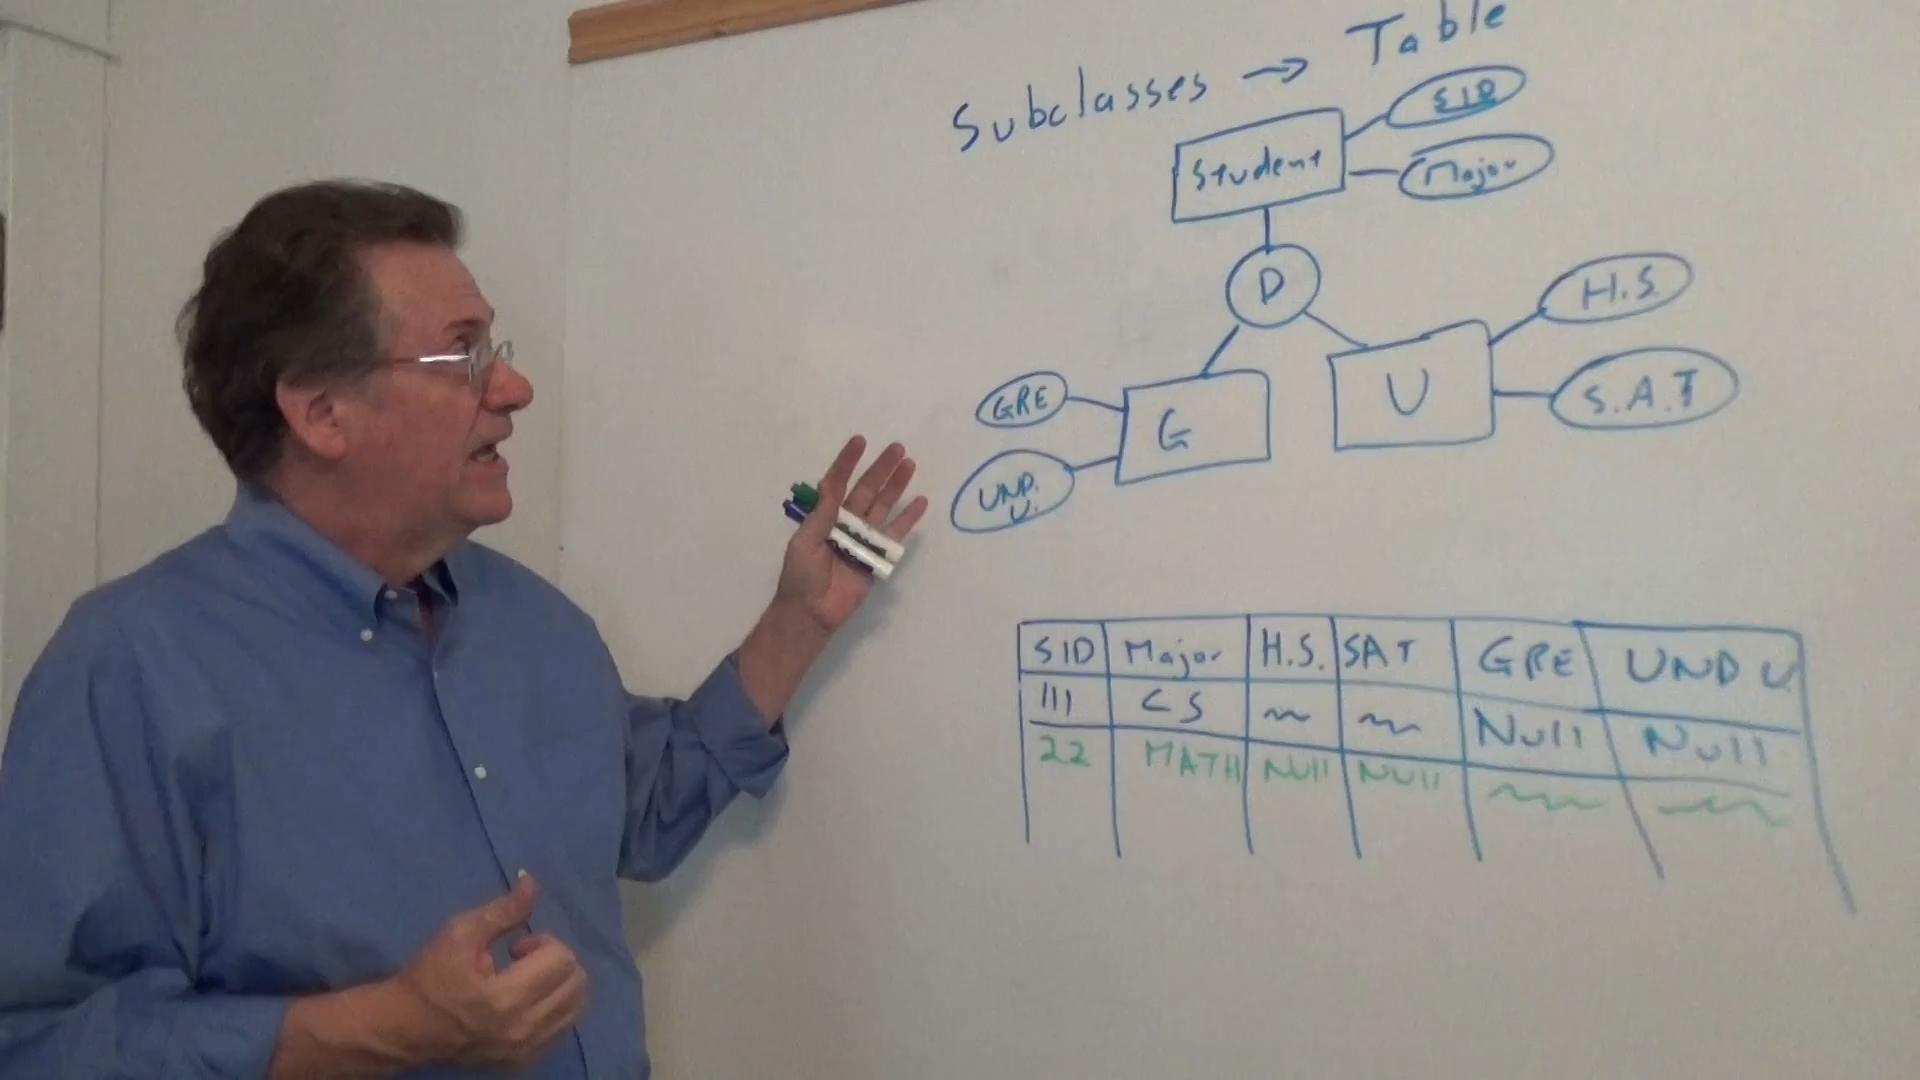 Subclasses → Table
SID
Student
Major
D
H.S.
U
S.A.T
GRE
G
UND.
U.
SID Major H.S. SAT GRE UND U.
111 CS Null Null
22 MATH Null Null